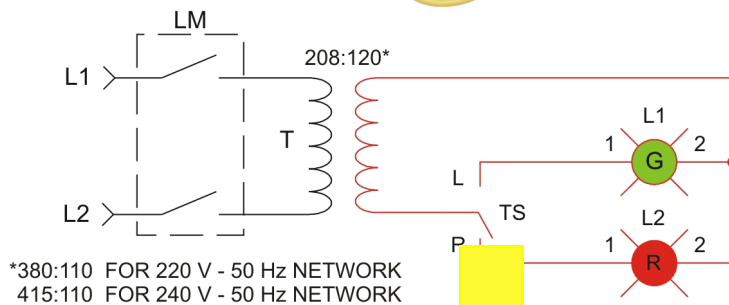 LM
208:120*
L1
T
L2
L1
1
G
2
L
TS
L2
R
1
R
2
*380:110 FOR 220 V - 50 Hz NETWORK
415:110 FOR 240 V - 50 Hz NETWORK